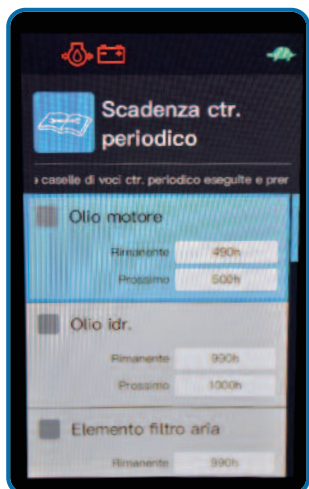 Scadenza ctr.
periodico
caselle di voci ctr. periodico eseguite e prer
Olio motore
Rimanente 490h
Prossimo 500h
Olio idr.
Rimanente 990h
Prossimo 1000h
Elemento filtro aria
Rimanente 990h